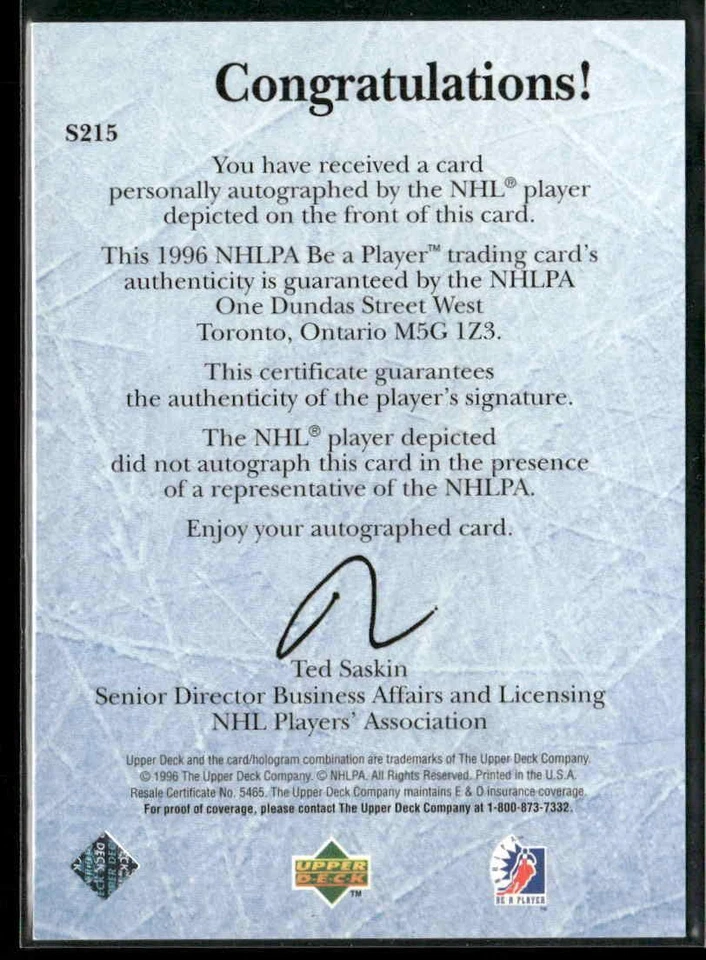 Congratulations!
S215
You have received a card
personally autographed by the NHL® player
depicted on the front of this card.
This 1996 NHLPA Be a Player™ trading card's
authenticity is guaranteed by the NHLPA
One Dundas Street West
Toronto, Ontario M5G 1Z3.
This certificate guarantees
the authenticity of the player's signature.
The NHL® player depicted
did not autograph this card in the presence
of a representative of the NHLPA.
Enjoy your autographed card.
Ted Saskin
Senior Director Business Affairs and Licensing
NHL Players' Association
Upper Deck and the card/hologram combination are trademarks of The Upper Deck Company.
© 1996 The Upper Deck Company. © NHLPA. All Rights Reserved. Printed in the U.S.A.
Resale Certificate No. 5465. The Upper Deck Company maintains E & O insurance coverage.
For proof of coverage, please contact The Upper Deck Company at 1-800-873-7332.
UPPER
DECK
™
BE A PLAYER